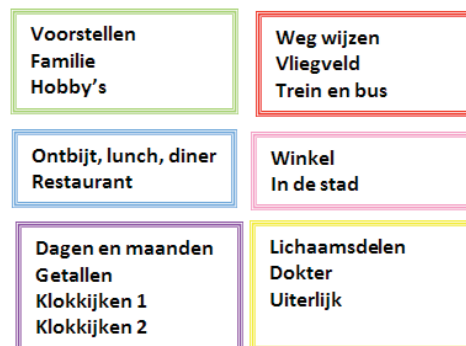 Voorstellen
Familie
Hobby's
Weg wijzen
Vliegveld
Trein en bus
Ontbijt, lunch, diner
Restaurant
Winkel
In de stad
Dagen en maanden
Getallen
Klokkijken 1
Klokkijken 2
Lichaamsdelen
Dokter
Uiterlijk